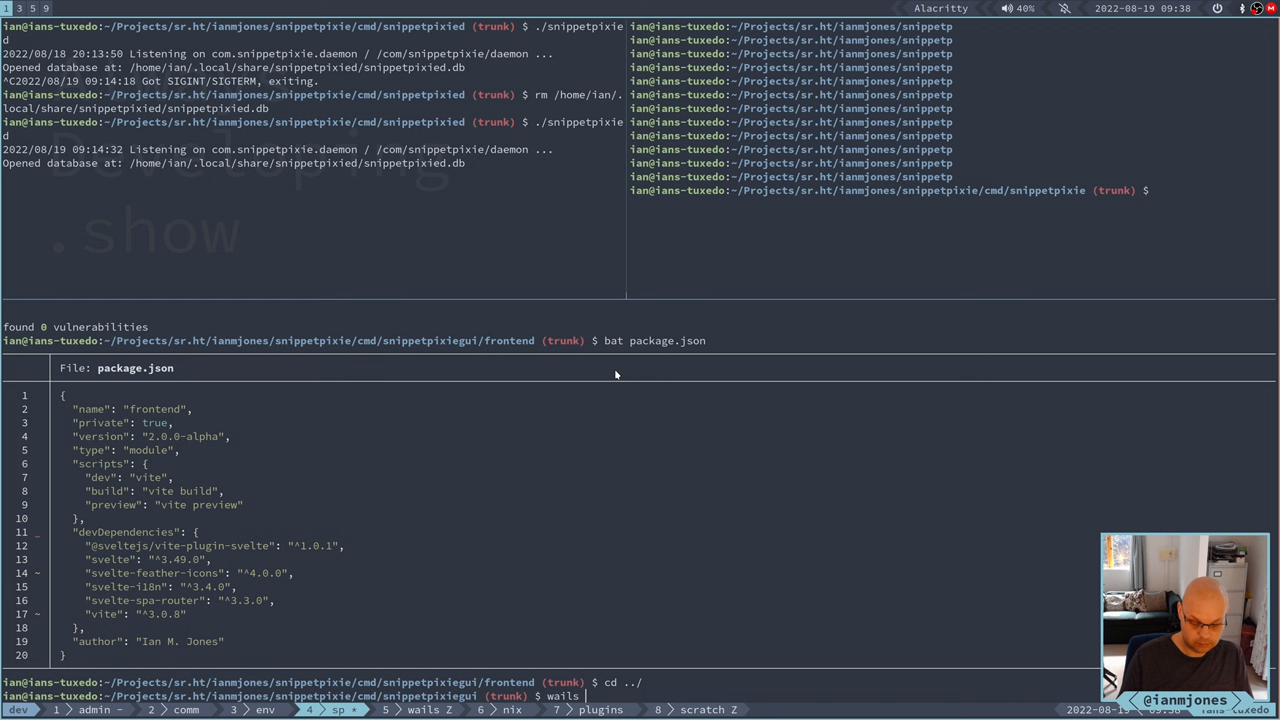 1 3 5 9
Alacritty 40% 2022-08-19 09:38
ian@ians-tuxedo:~/Projects/sr.ht/ianmjones/snippetpixie/cmd/snippetpixied (trunk) $ ./snippetpixie
d
2022/08/18 20:13:50 Listening on com.snippetpixie.daemon / /com/snippetpixie/daemon ...
Opened database at: /home/ian/.local/share/snippetpixied/snippetpixied.db
^C2022/08/19 09:14:18 Got SIGINT/SIGTERM, exiting.
ian@ians-tuxedo:~/Projects/sr.ht/ianmjones/snippetpixie/cmd/snippetpixied (trunk) $ rm /home/ian/.
local/share/snippetpixied/snippetpixied.db
ian@ians-tuxedo:~/Projects/sr.ht/ianmjones/snippetpixie/cmd/snippetpixied (trunk) $ ./snippetpixie
d
2022/08/19 09:14:32 Listening on com.snippetpixie.daemon / /com/snippetpixie/daemon ...
Opened database at: /home/ian/.local/share/snippetpixied/snippetpixied.db
Developing
.show
ian@ians-tuxedo:~/Projects/sr.ht/ianmjones/snippetp
ian@ians-tuxedo:~/Projects/sr.ht/ianmjones/snippetp
ian@ians-tuxedo:~/Projects/sr.ht/ianmjones/snippetp
ian@ians-tuxedo:~/Projects/sr.ht/ianmjones/snippetp
ian@ians-tuxedo:~/Projects/sr.ht/ianmjones/snippetp
ian@ians-tuxedo:~/Projects/sr.ht/ianmjones/snippetp
ian@ians-tuxedo:~/Projects/sr.ht/ianmjones/snippetp
ian@ians-tuxedo:~/Projects/sr.ht/ianmjones/snippetp
ian@ians-tuxedo:~/Projects/sr.ht/ianmjones/snippetp
ian@ians-tuxedo:~/Projects/sr.ht/ianmjones/snippetp
ian@ians-tuxedo:~/Projects/sr.ht/ianmjones/snippetp
ian@ians-tuxedo:~/Projects/sr.ht/ianmjones/snippetp
ian@ians-tuxedo:~/Projects/sr.ht/ianmjones/snippetpixie/cmd/snippetpixie (trunk) $
found 0 vulnerabilities
ian@ians-tuxedo:~/Projects/sr.ht/ianmjones/snippetpixie/cmd/snippetpixiegui/frontend (trunk) $ bat package.json
File: package.json
1 {
2 "name": "frontend",
3 "private": true,
4 "version": "2.0.0-alpha",
5 "type": "module",
6 "scripts": {
7 "dev": "vite",
8 "build": "vite build",
9 "preview": "vite preview"
10 },
11 _ "devDependencies": {
12 "@sveltejs/vite-plugin-svelte": "^1.0.1",
13 "svelte": "^3.49.0",
14 ~ "svelte-feather-icons": "^4.0.0",
15 "svelte-i18n": "^3.4.0",
16 "svelte-spa-router": "^3.3.0",
17 ~ "vite": "^3.0.8"
18 },
19 "author": "Ian M. Jones"
20 }
ian@ians-tuxedo:~/Projects/sr.ht/ianmjones/snippetpixie/cmd/snippetpixiegui/frontend (trunk) $ cd ../
ian@ians-tuxedo:~/Projects/sr.ht/ianmjones/snippetpixie/cmd/snippetpixiegui (trunk) $ wails
@ianmjones
dev 1 admin - 2 comm 3 env 4 sp * 5 wails Z 6 nix 7 plugins 8 scratch Z